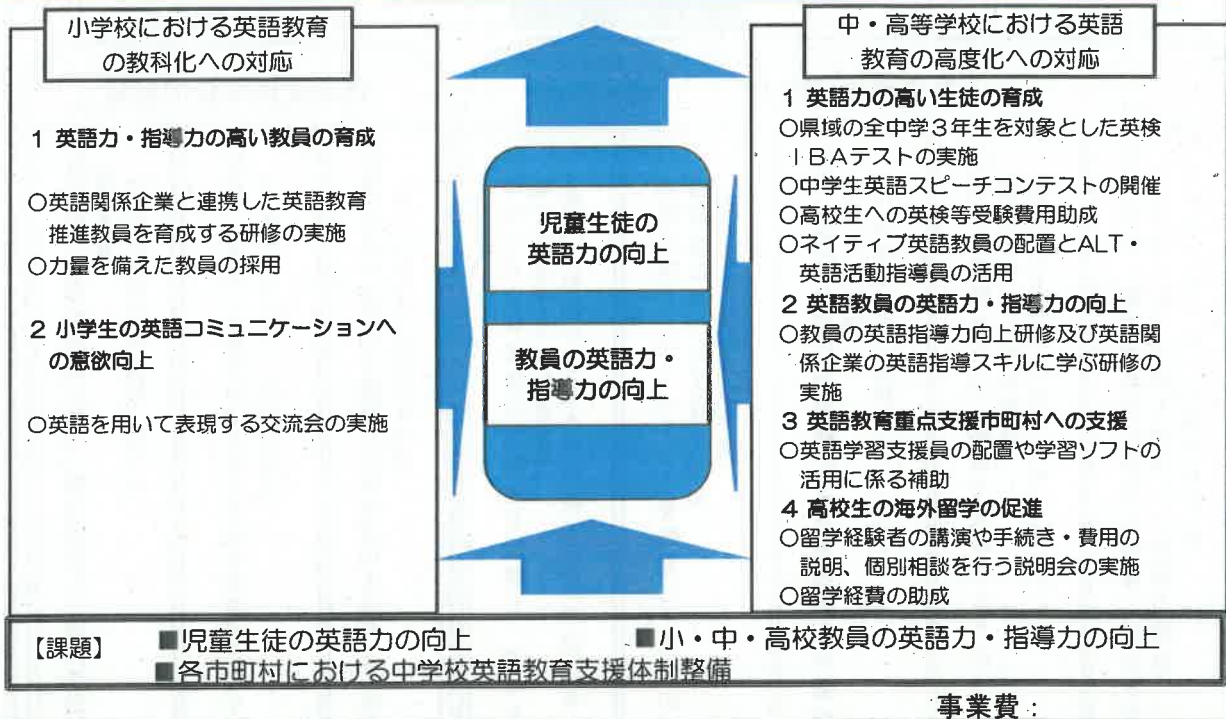 小学校における英語教育
の教科化への対応
1 英語力・指導力の高い教員の育成
○英語関係企業と連携した英語教育
推進教員を育成する研修の実施
○力量を備えた教員の採用
2 小学生の英語コミュニケーションへ
の意欲向上
○英語を用いて表現する交流会の実施
児童生徒の
英語力の向上
教員の英語力・
指導力の向上
中・高等学校における英語
教育の高度化への対応
1 英語力の高い生徒の育成
○県域の全中学3年生を対象とした英検
IBAテストの実施
○中学生英語スピーチコンテストの開催
○高校生への英検等受験費用助成
○ネイティブ英語教員の配置とALT・
英語活動指導員の活用
2 英語教員の英語力・指導力の向上
○教員の英語指導力向上研修及び英語関
係企業の英語指導スキルに学ぶ研修の
実施
3 英語教育重点支援市町村への支援
○英語学習支援員の配置や学習ソフトの
活用に係る補助
4 高校生の海外留学の促進
○留学経験者の講演や手続き・費用の
説明、個別相談を行う説明会の実施
○留学経費の助成
【課題】 ■児童生徒の英語力の向上 ■小・中・高校教員の英語力・指導力の向上
■各市町村における中学校英語教育支援体制整備
事業費：